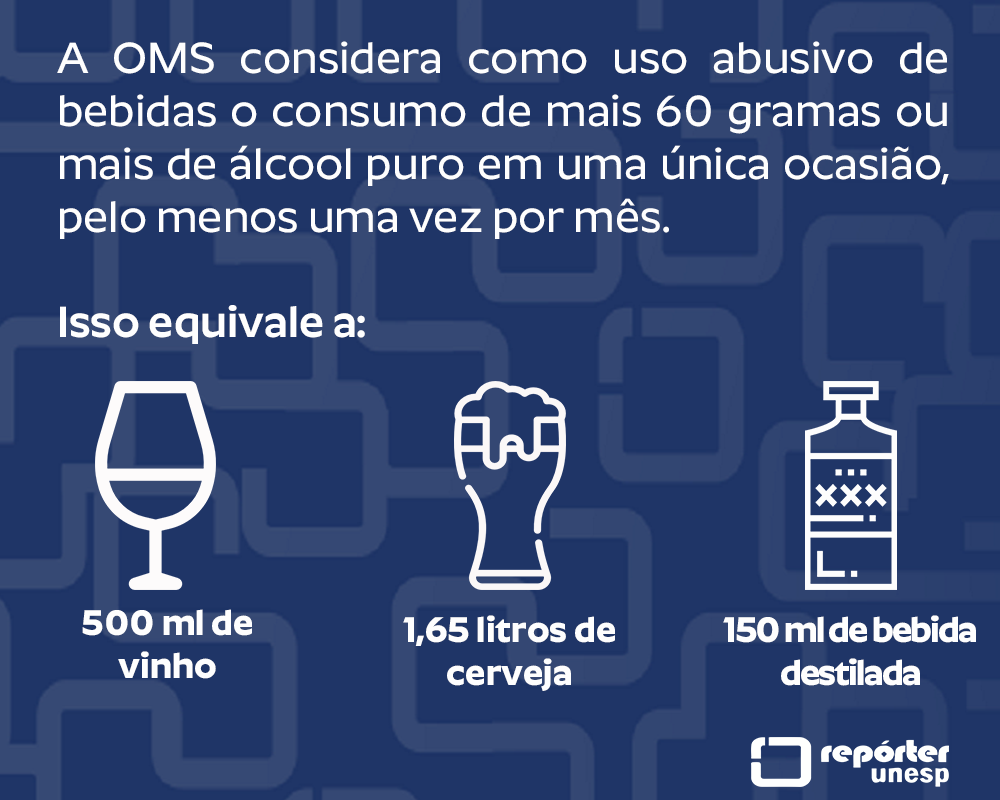 A OMS considera como uso abusivo de
bebidas o consumo de mais 60 gramas ou
mais de álcool puro em uma única ocasião,
pelo menos uma vez por mês.
Isso equivale a:
XXX
L.
500 ml de
vinho
1,65 litros de
cerveja
150 ml de bebida
destilada
repórter
unesp